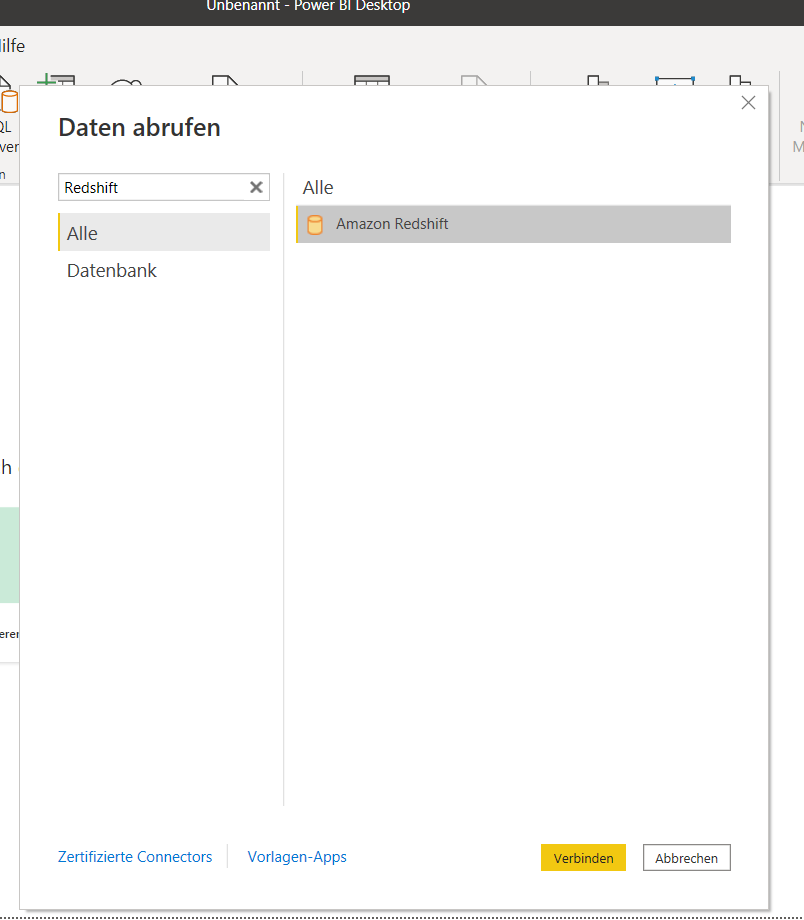 Unbenannt - Power BI Desktop
ilfe
QL
ver
n
N
M
Daten abrufen
Redshift
Alle
Datenbank
Alle
Amazon Redshift
h
erer
Zertifizierte Connectors
Vorlagen-Apps
Verbinden
Abbrechen